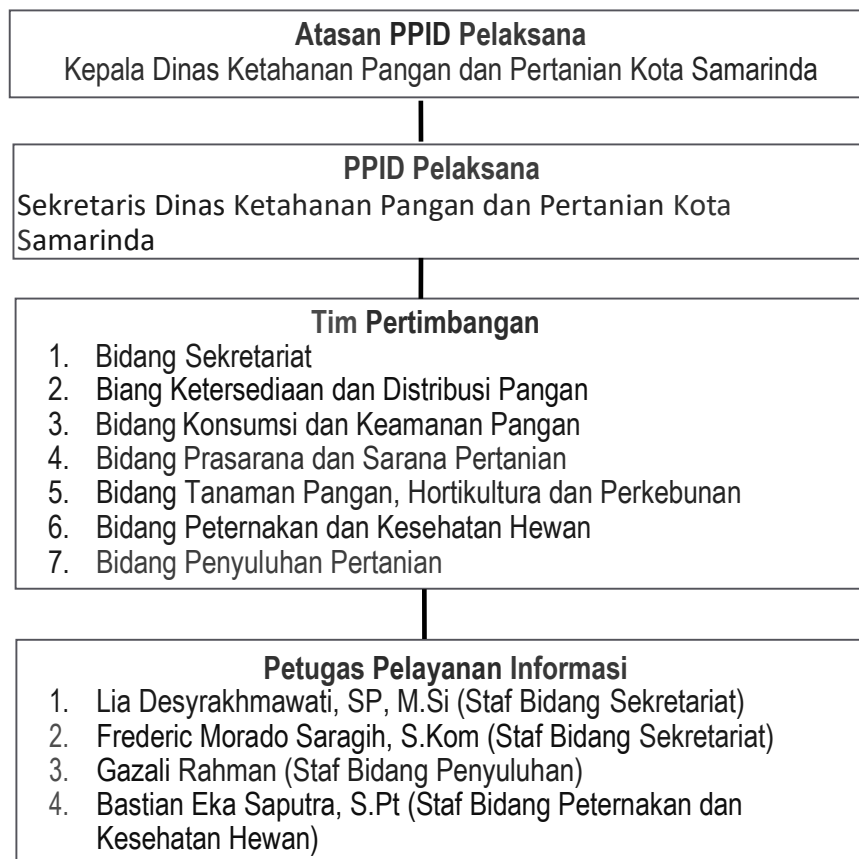 Atasan PPID Pelaksana
Kepala Dinas Ketahanan Pangan dan Pertanian Kota Samarinda
PPID Pelaksana
Sekretaris Dinas Ketahanan Pangan dan Pertanian Kota
Samarinda
Tim Pertimbangan
1. Bidang Sekretariat
2. Biang Ketersediaan dan Distribusi Pangan
3. Bidang Konsumsi dan Keamanan Pangan
4. Bidang Prasarana dan Sarana Pertanian
5. Bidang Tanaman Pangan, Hortikultura dan Perkebunan
6. Bidang Peternakan dan Kesehatan Hewan
7. Bidang Penyuluhan Pertanian
Petugas Pelayanan Informasi
1. Lia Desyrakhmawati, SP, M.Si (Staf Bidang Sekretariat)
2. Frederic Morado Saragih, S.Kom (Staf Bidang Sekretariat)
3. Gazali Rahman (Staf Bidang Penyuluhan)
4. Bastian Eka Saputra, S.Pt (Staf Bidang Peternakan dan
Kesehatan Hewan)